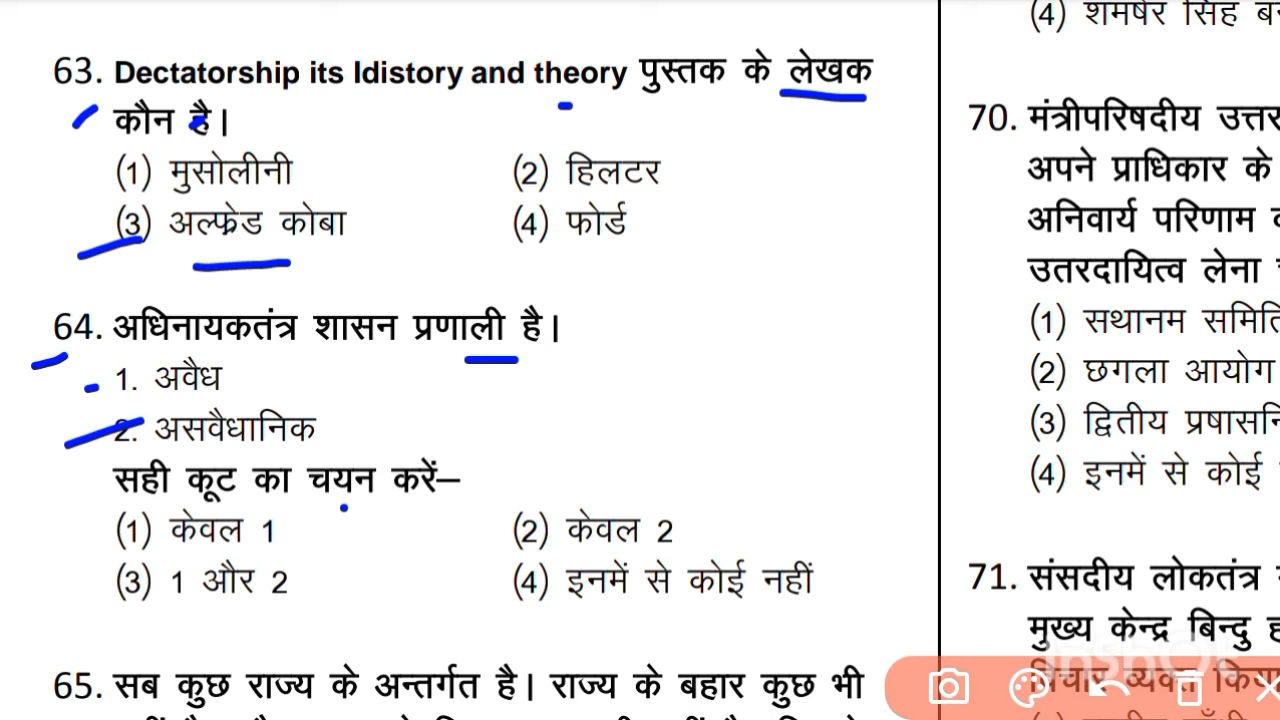 63. Dectatorship its Idistory and theory पुस्तक के लेखक
कौन है।
(1) मुसोलीनी (2) हिलटर
(3) अल्फ्रेड कोबा (4) फोर्ड
64. अधिनायकतंत्र शासन प्रणाली है।
1. अवैध
2. असवैधानिक
सही कूट का चयन करें–
(1) केवल 1 (2) केवल 2
(3) 1 और 2 (4) इनमें से कोई नहीं
65. सब कुछ राज्य के अन्तर्गत है। राज्य के बहार कुछ भी
(4) शमषेर सिंह
70. मंत्रीपरिषदीय
अपने प्राधिकार के
अनिवार्य परिणाम
उतरदायित्व लेना
(1) सथानम
(2) छगला आयोग
(3) द्वितीय
(4) इनमें से कोई
71. संसदीय लोकतंत्र
मुख्य केन्द्र बिन्दु
विचार व्यक्त